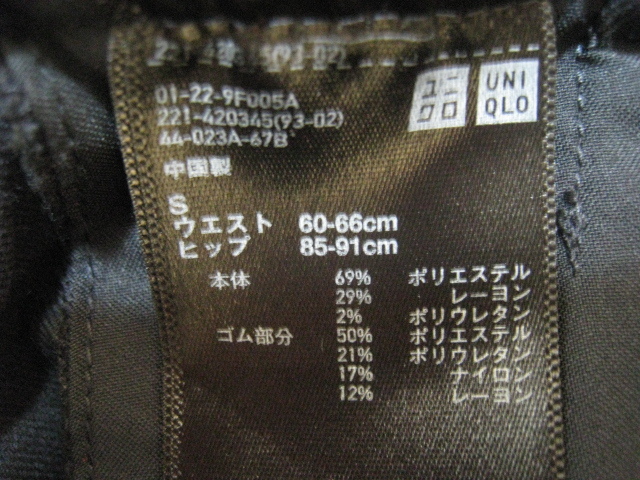 01-22-9F005A
221-420345(93-02)
44-023A-67B
ユニ
クロ
UNI
QLO
中国製
S
ウエスト 60-66cm
ヒップ 85-91cm
本体 69% ポリエステル
29% レーヨン
2% ポリウレタン
ゴム部分 50% ポリエステル
21% ポリウレタン
17% ナイロン
12% レーヨン